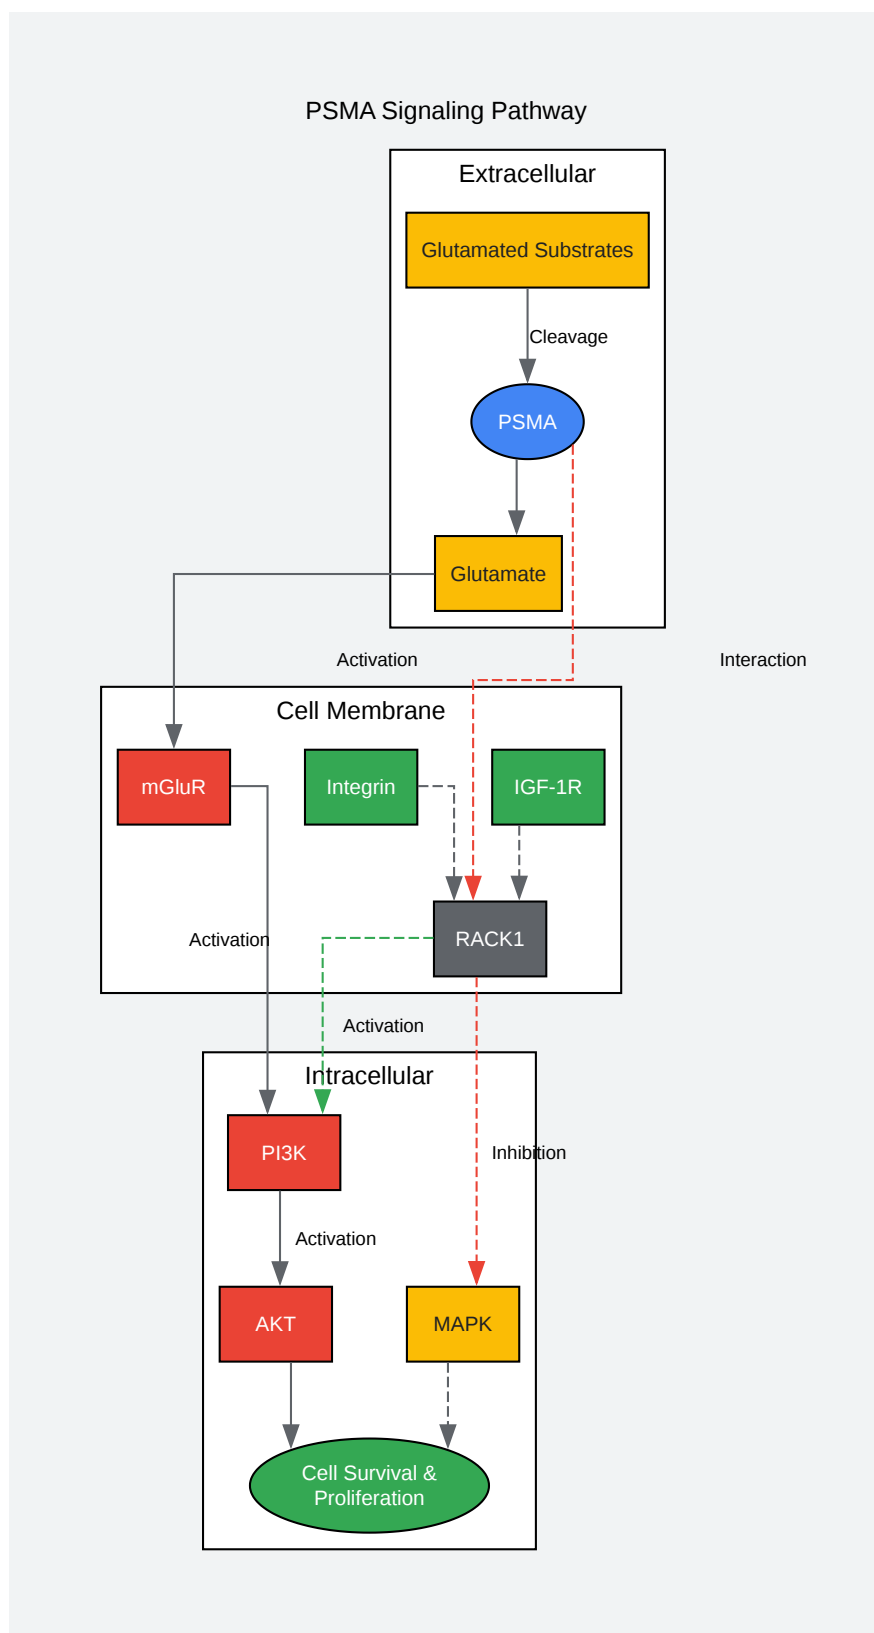 PSMA Signaling Pathway
Extracellular
Glutamated Substrates
Cleavage
PSMA
Glutamate
Activation
Interaction
Cell Membrane
mGluR
Integrin
IGF-1R
Activation
RACK1
Activation
Intracellular
PI3K
Inhibition
Activation
AKT
MAPK
Cell Survival &
Proliferation